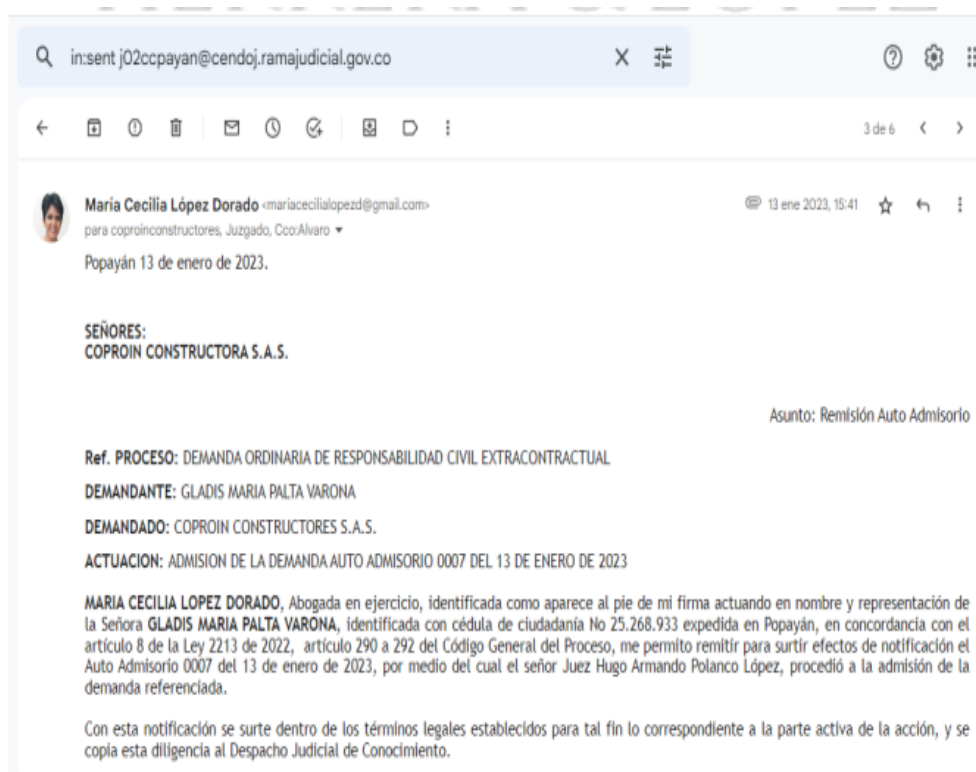 in:sent j02ccpayan@cendoj.ramajudicial.gov.co
3 de 6
María Cecilia López Dorado <mariacecilialopezd@gmail.com>
13 ene 2023, 15:41
para coproinconstructores, Juzgado, Cco:Alvaro
Popayán 13 de enero de 2023.
SEÑORES:
COPROIN CONSTRUCTORA S.A.S.
Asunto: Remisión Auto Admisorio
Ref. PROCESO: DEMANDA ORDINARIA DE RESPONSABILIDAD CIVIL EXTRACONTRACTUAL
DEMANDANTE: GLADIS MARIA PALTA VARONA
DEMANDADO: COPROIN CONSTRUCTORES S.A.S.
ACTUACION: ADMISION DE LA DEMANDA AUTO ADMISORIO 0007 DEL 13 DE ENERO DE 2023
MARIA CECILIA LOPEZ DORADO, Abogada en ejercicio, identificada como aparece al pie de mi firma actuando en nombre y representación de
la Señora GLADIS MARIA PALTA VARONA, identificada con cédula de ciudadanía No 25.268.933 expedida en Popayán, en concordancia con el
artículo 8 de la Ley 2213 de 2022, artículo 290 a 292 del Código General del Proceso, me permito remitir para surtir efectos de notificación el
Auto Admisorio 0007 del 13 de enero de 2023, por medio del cual el señor Juez Hugo Armando Polanco López, procedió a la admisión de la
demanda referenciada.
Con esta notificación se surte dentro de los términos legales establecidos para tal fin lo correspondiente a la parte activa de la acción, y se
copia esta diligencia al Despacho Judicial de Conocimiento.